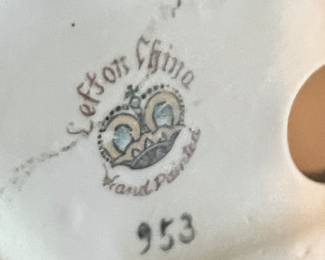 Lefton China
Hand Painted
953